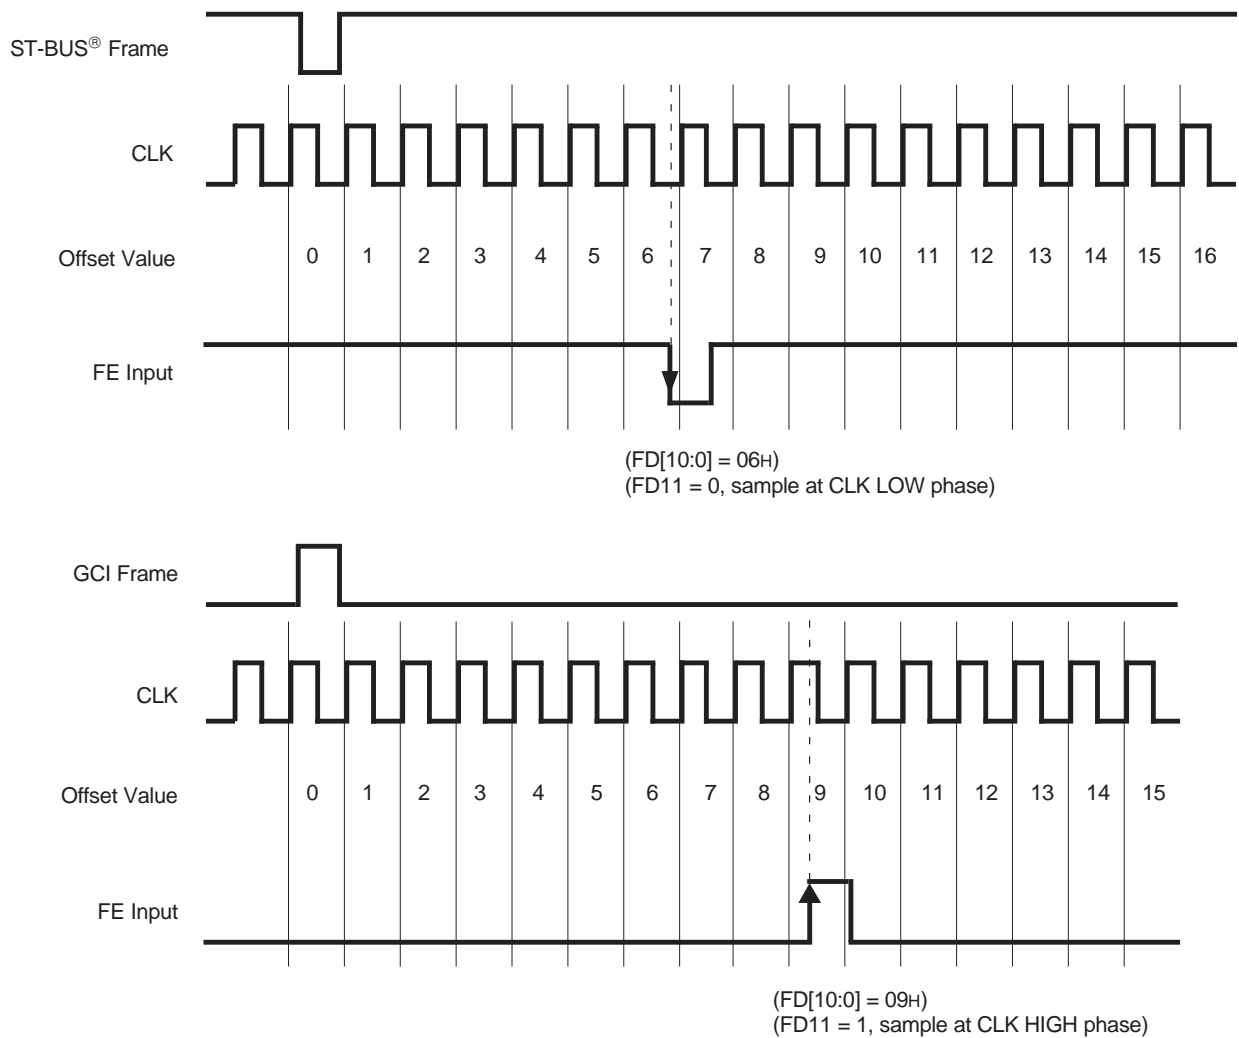 ST-BUS® Frame
CLK
Offset Value 0 1 2 3 4 5 6 7 8 9 10 11 12 13 14 15 16
FE Input
(FD[10:0] = 06H)
(FD11 = 0, sample at CLK LOW phase)
GCI Frame
CLK
Offset Value 0 1 2 3 4 5 6 7 8 9 10 11 12 13 14 15
FE Input
(FD[10:0] = 09H)
(FD11 = 1, sample at CLK HIGH phase)